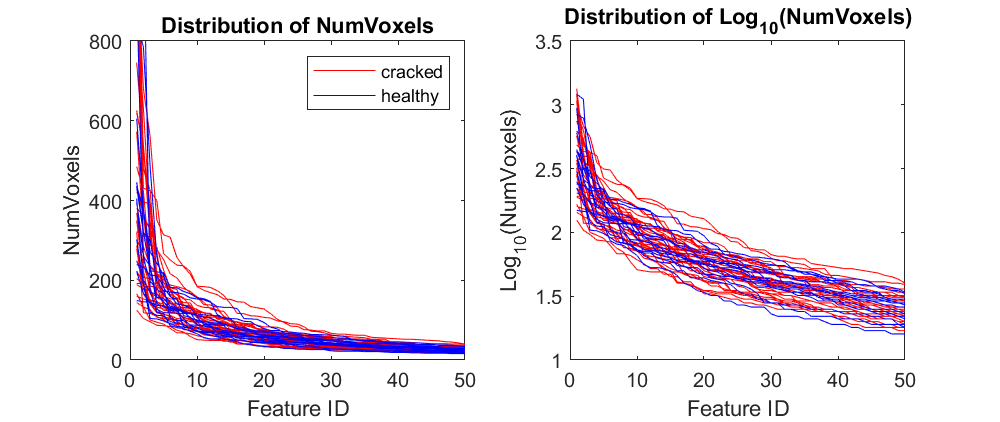 Distribution of NumVoxels
800
600
400
200
0
0 10 20 30 40 50
NumVoxels
Feature ID
cracked
healthy
Distribution of Log10(NumVoxels)
3.5
3
2.5
2
1.5
1
0 10 20 30 40 50
Log10(NumVoxels)
Feature ID